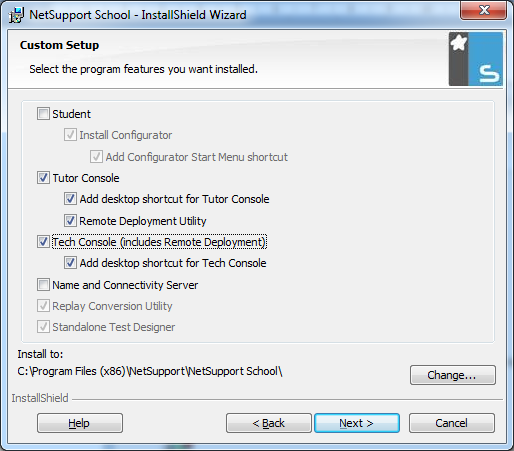 NetSupport School - InstallShield Wizard
Custom Setup
Select the program features you want installed.
S
Student
Install Configurator
Add Configurator Start Menu shortcut
Tutor Console
Add desktop shortcut for Tutor Console
Remote Deployment Utility
Tech Console (includes Remote Deployment)
Add desktop shortcut for Tech Console
Name and Connectivity Server
Replay Conversion Utility
Standalone Test Designer
Install to:
C:\Program Files (x86)\NetSupport\NetSupport School\
Change...
InstallShield
Help
< Back
Next >
Cancel